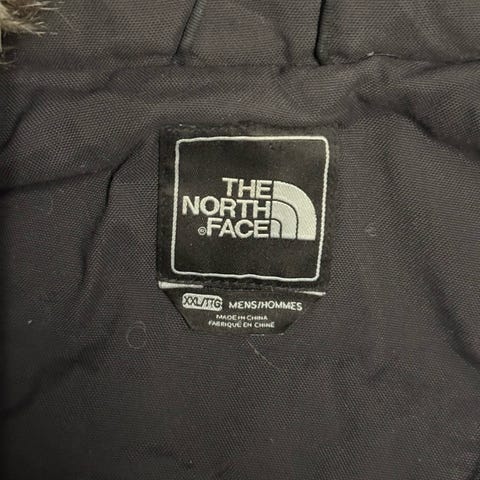 THE
NORTH
®FACE
XXL/TTG MENS/HOMMES
MADE IN CHINA
FABRIQUÉ EN CHINE